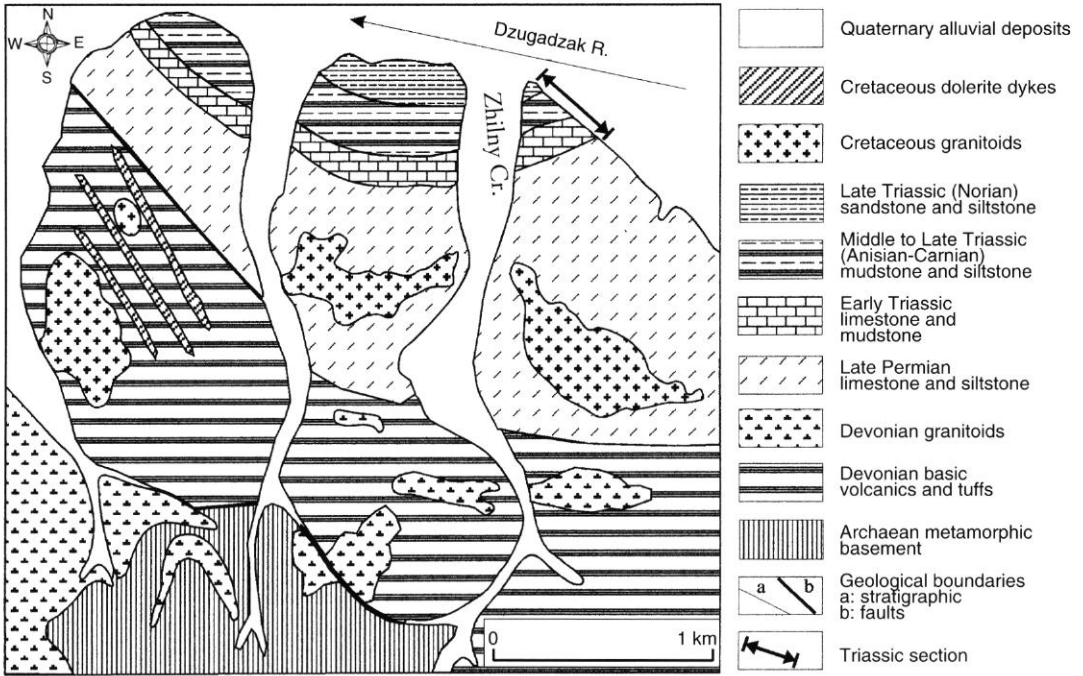 N
W E
S
Dzugadzak R.
Zhilny Cr.
0 1 km
Quaternary alluvial deposits
Cretaceous dolerite dykes
Cretaceous granitoids
Late Triassic (Norian)
sandstone and siltstone
Middle to Late Triassic
(Anisian-Carnian)
mudstone and siltstone
Early Triassic
limestone and
mudstone
Late Permian
limestone and siltstone
Devonian granitoids
Devonian basic
volcanics and tuffs
Archaean metamorphic
basement
a b
Geological boundaries
a: stratigraphic
b: faults
Triassic section